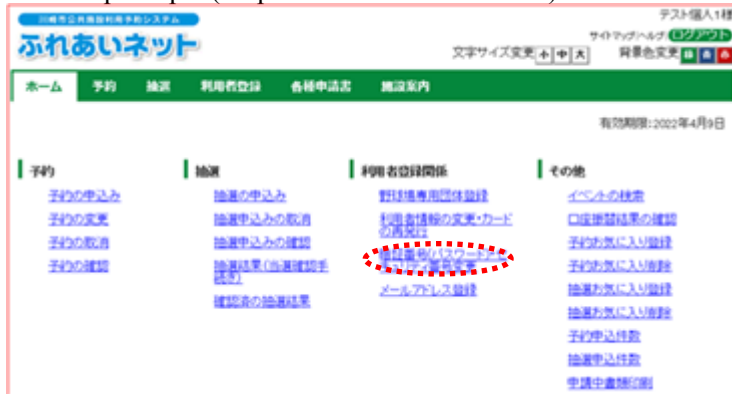 川崎市公共施設利用予約システム
ふれあいネット
テスト個人1様
サイトマップ ヘルプ ログアウト
文字サイズ変更 小 中 大 背景色変更 緑 青 赤
ホーム 予約 抽選 利用者登録 各種申請書 施設案内
有効期限:2022年4月9日
予約
予約の申込み
予約の変更
予約の取消
予約の確認
抽選
抽選の申込み
抽選申込みの取消
抽選申込みの確認
抽選結果(当選確認手
続き)
確認済の抽選結果
利用者登録関係
野球場専用団体登録
利用者情報の変更・カード
の再発行
暗証番号(パスワード)セ
キュリティ番号変更
メールアドレス登録
その他
イベントの検索
口座振替結果の確認
予約お気に入り登録
予約お気に入り削除
抽選お気に入り登録
抽選お気に入り削除
予約申込件数
抽選申込件数
申請中書類印刷